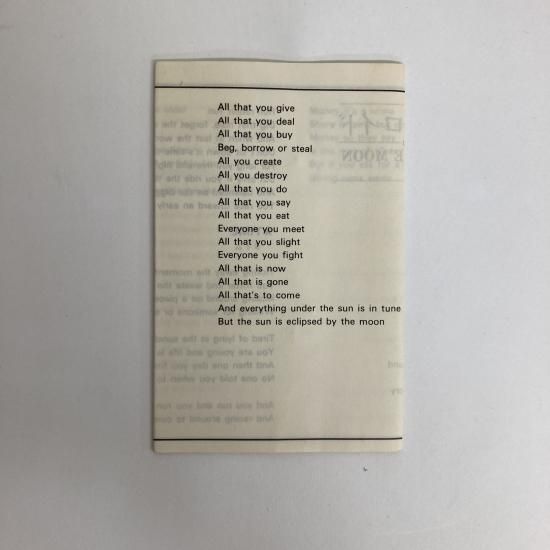 All that you give
All that you deal
All that you buy
Beg, borrow or steal
All you create
All you destroy
All that you do
All that you say
All that you eat
Everyone you meet
All that you slight
Everyone you fight
All that is now
All that is gone
All that's to come
And everything under the sun is in tune
But the sun is eclipsed by the moon